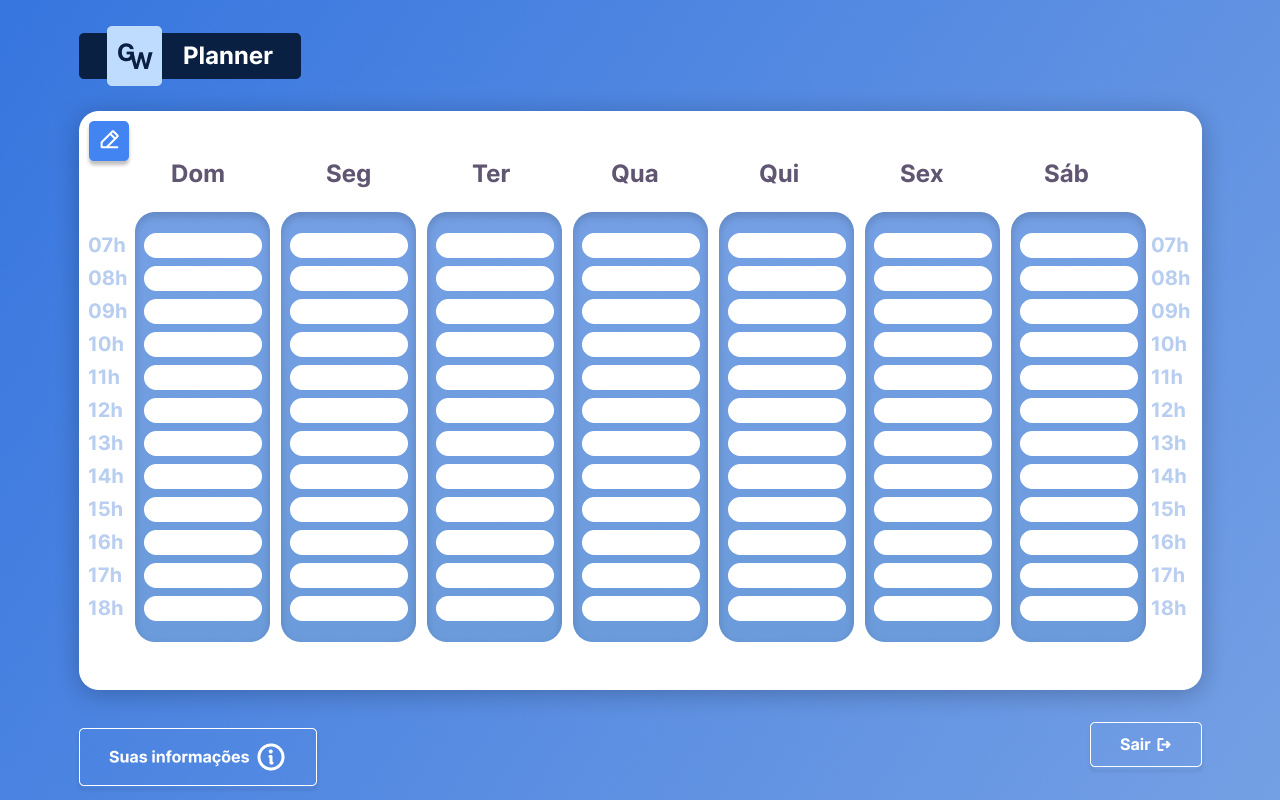 GW Planner
Dom Seg Ter Qua Qui Sex Sáb
07h 07h
08h 08h
09h 09h
10h 10h
11h 11h
12h 12h
13h 13h
14h 14h
15h 15h
16h 16h
17h 17h
18h 18h
Suas informações
Sair